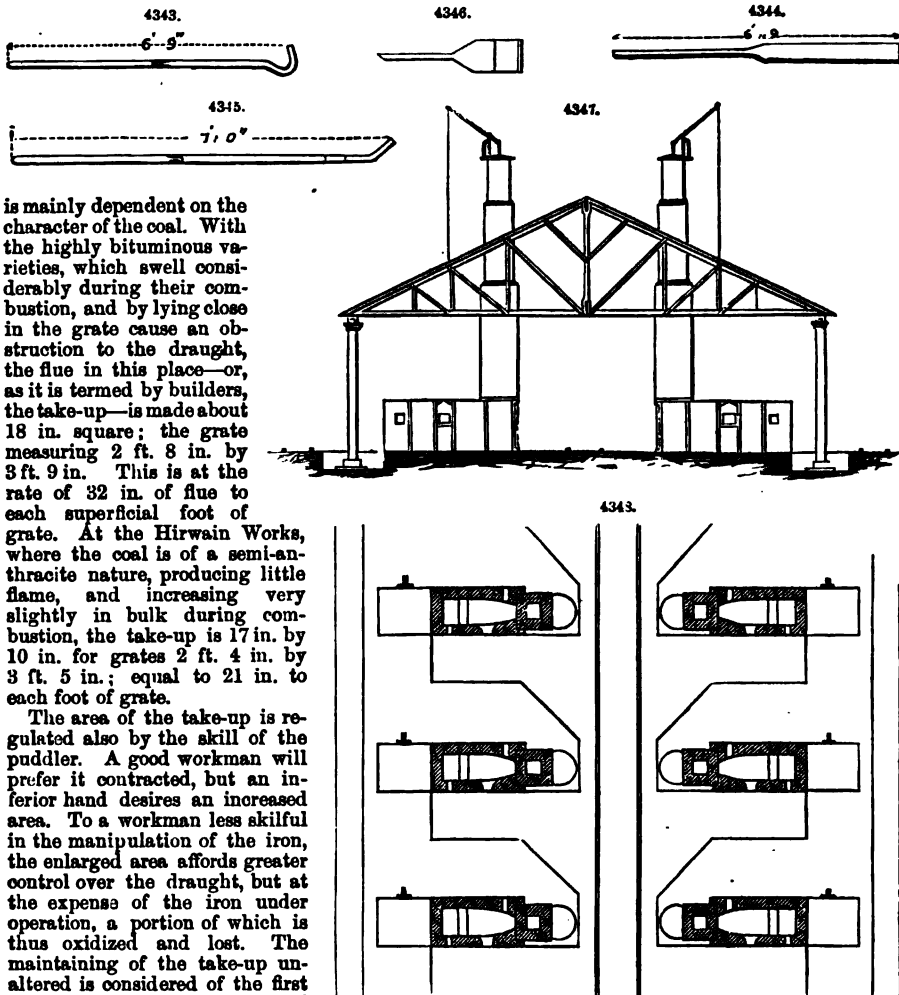 4343.
4346.
4344.
6' 9"
6' 9
4345.
7' 0"
4347.
is mainly dependent on the
character of the coal. With
the highly bituminous va-
rieties, which swell consi-
derably during their com-
bustion, and by lying close
in the grate cause an ob-
struction to the draught,
the flue in this place—or,
as it is termed by builders,
the take-up—is made about
18 in. square; the grate
measuring 2 ft. 8 in. by
3 ft. 9 in. This is at the
rate of 32 in. of flue to
each superficial foot of
grate. At the Hirwain Works,
where the coal is of a semi-an-
thracite nature, producing little
flame, and increasing very
slightly in bulk during com-
bustion, the take-up is 17 in. by
10 in. for grates 2 ft. 4 in. by
3 ft. 5 in.; equal to 21 in. to
each foot of grate.
The area of the take-up is re-
gulated also by the skill of the
puddler. A good workman will
prefer it contracted, but an in-
ferior hand desires an increased
area. To a workman less skilful
in the manipulation of the iron,
the enlarged area affords greater
control over the draught, but at
the expense of the iron under
operation, a portion of which is
thus oxidized and lost. The
maintaining of the take-up un-
altered is considered of the first
4348.